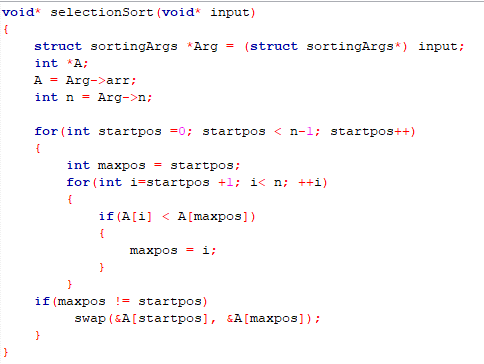 void* selectionSort(void* input)
{
    struct sortingArgs *Arg = (struct sortingArgs*) input;
    int *A;
    A = Arg->arr;
    int n = Arg->n;

    for(int startpos =0; startpos < n-1; startpos++)
    {
        int maxpos = startpos;
        for(int i=startpos +1; i< n; ++i)
        {
            if(A[i] < A[maxpos])
            {
                maxpos = i;
            }
        }
    if(maxpos != startpos)
         swap(&A[startpos], &A[maxpos]);
    }
}